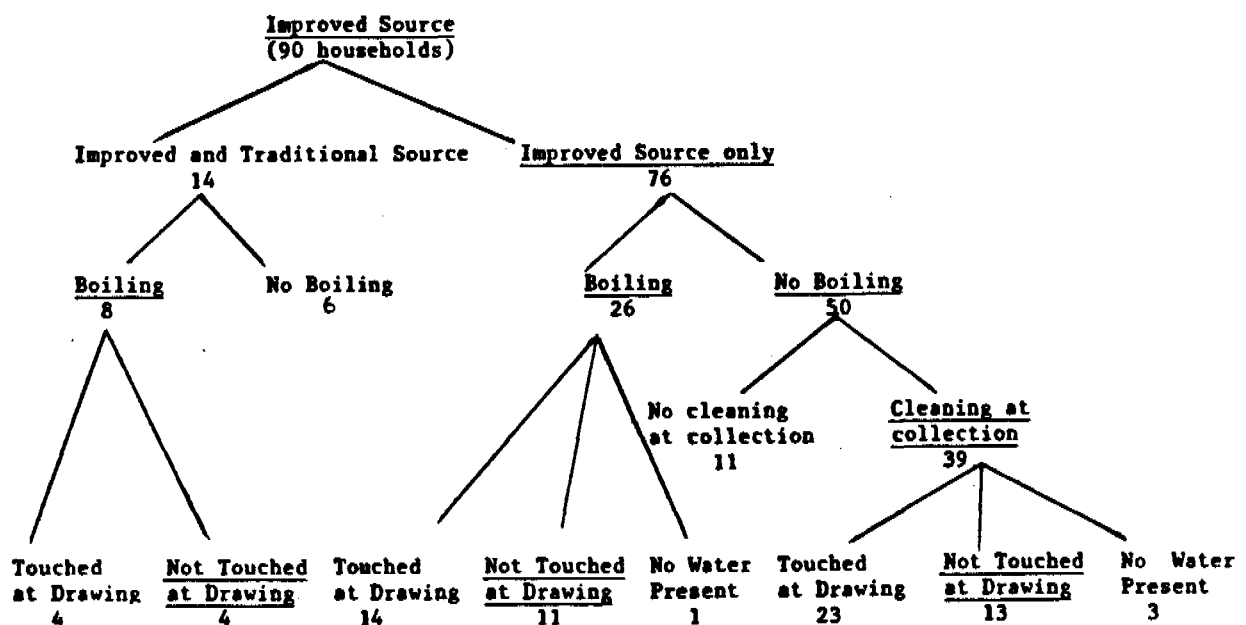 Improved Source
(90 households)
Improved and Traditional Source
14
Improved Source only
76
Boiling
8
No Boiling
6
Boiling
26
No Boiling
50
No cleaning
at collection
11
Cleaning at
collection
39
Touched
at Drawing
4
Not Touched
at Drawing
4
Touched
at Drawing
14
Not Touched
at Drawing
11
No Water
Present
1
Touched
at Drawing
23
Not Touched
at Drawing
13
No Water
Present
3